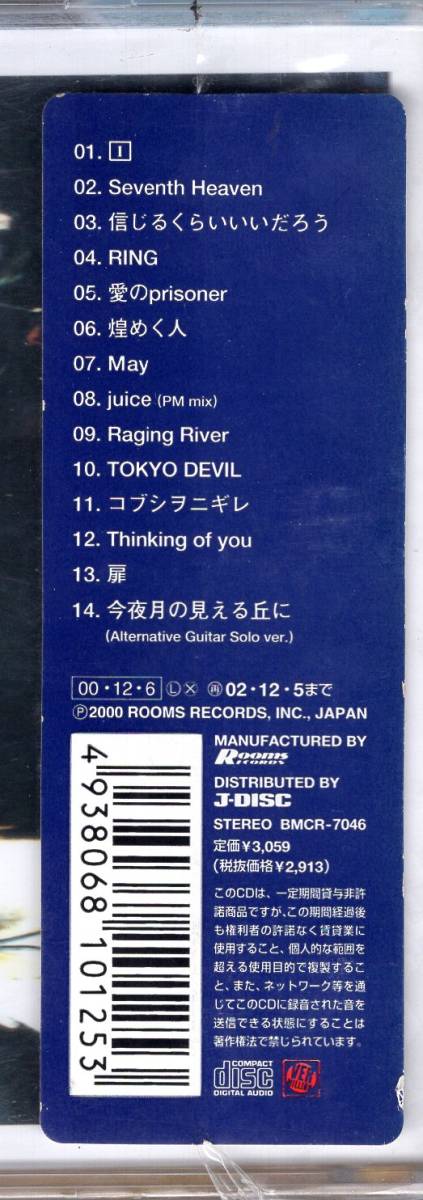 01. I
02. Seventh Heaven
03. 信じるくらいいいだろう
04. RING
05. 愛のprisoner
06. 煌めく人
07. May
08. juice (PM mix)
09. Raging River
10. TOKYO DEVIL
11. コブシヲニギレ
12. Thinking of you
13. 扉
14. 今夜月の見える丘に
(Alternative Guitar Solo ver.)
00・12・6 Ⓛ Ⓧ ㊢ 02・12・5まで
Ⓟ2000 ROOMS RECORDS, INC., JAPAN
MANUFACTURED BY
Rooms
RECORDS
DISTRIBUTED BY
J-DISC
STEREO BMCR-7046
定価¥3,059
(税抜価格¥2,913)
このCDは、一定期間貸与非許
諾商品ですが、この期間経過後
も権利者の許諾なく賃貸業に
使用すること、個人的な範囲を
超える使用目的で複製するこ
と、また、ネットワーク等を通
じてこのCDに録音された音を
送信できる状態にすることは
著作権法で禁じられています。
COMPACT
disc
DIGITAL AUDIO
4 938068 101253